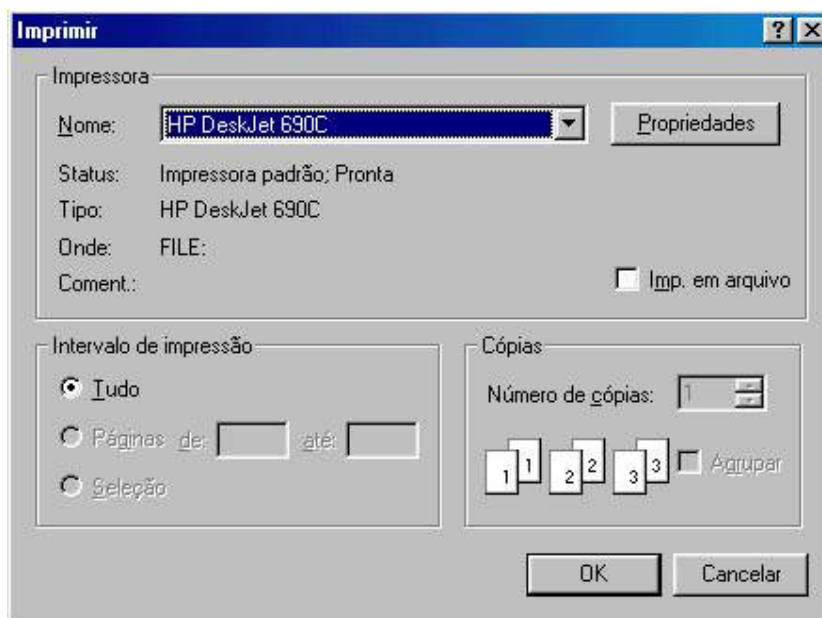 Imprimir
Impressora
Nome: HP DeskJet 690C Propriedades
Status: Impressora padrão; Pronta
Tipo: HP DeskJet 690C
Onde: FILE:
Coment.: Imp. em arquivo
Intervalo de impressão
Tudo
Páginas de: até:
Seleção
Cópias
Número de cópias: 1
1 1 2 2 3 3 Agrupar
OK Cancelar